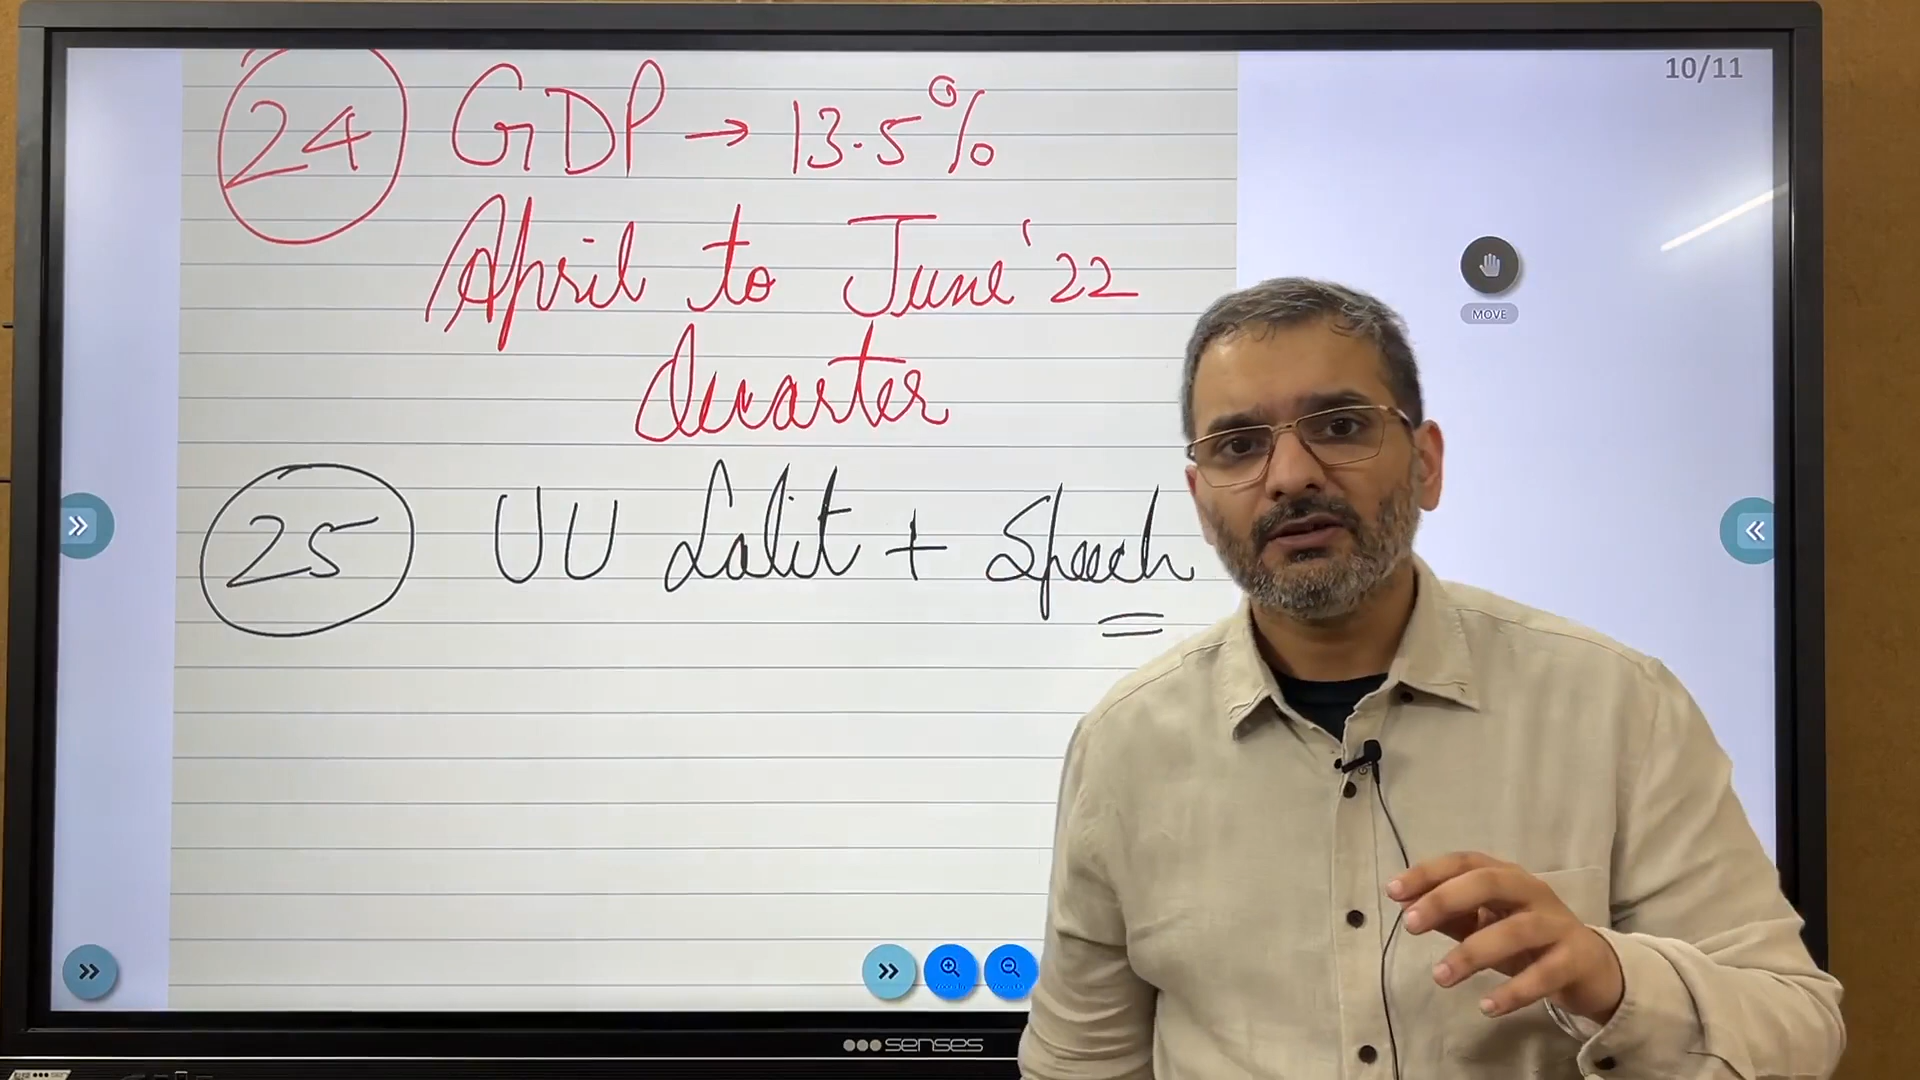 10/11
24 GDP → 13.5%
April to June '22
Quarter
MOVE
25 UU Lalit + Speech
senses